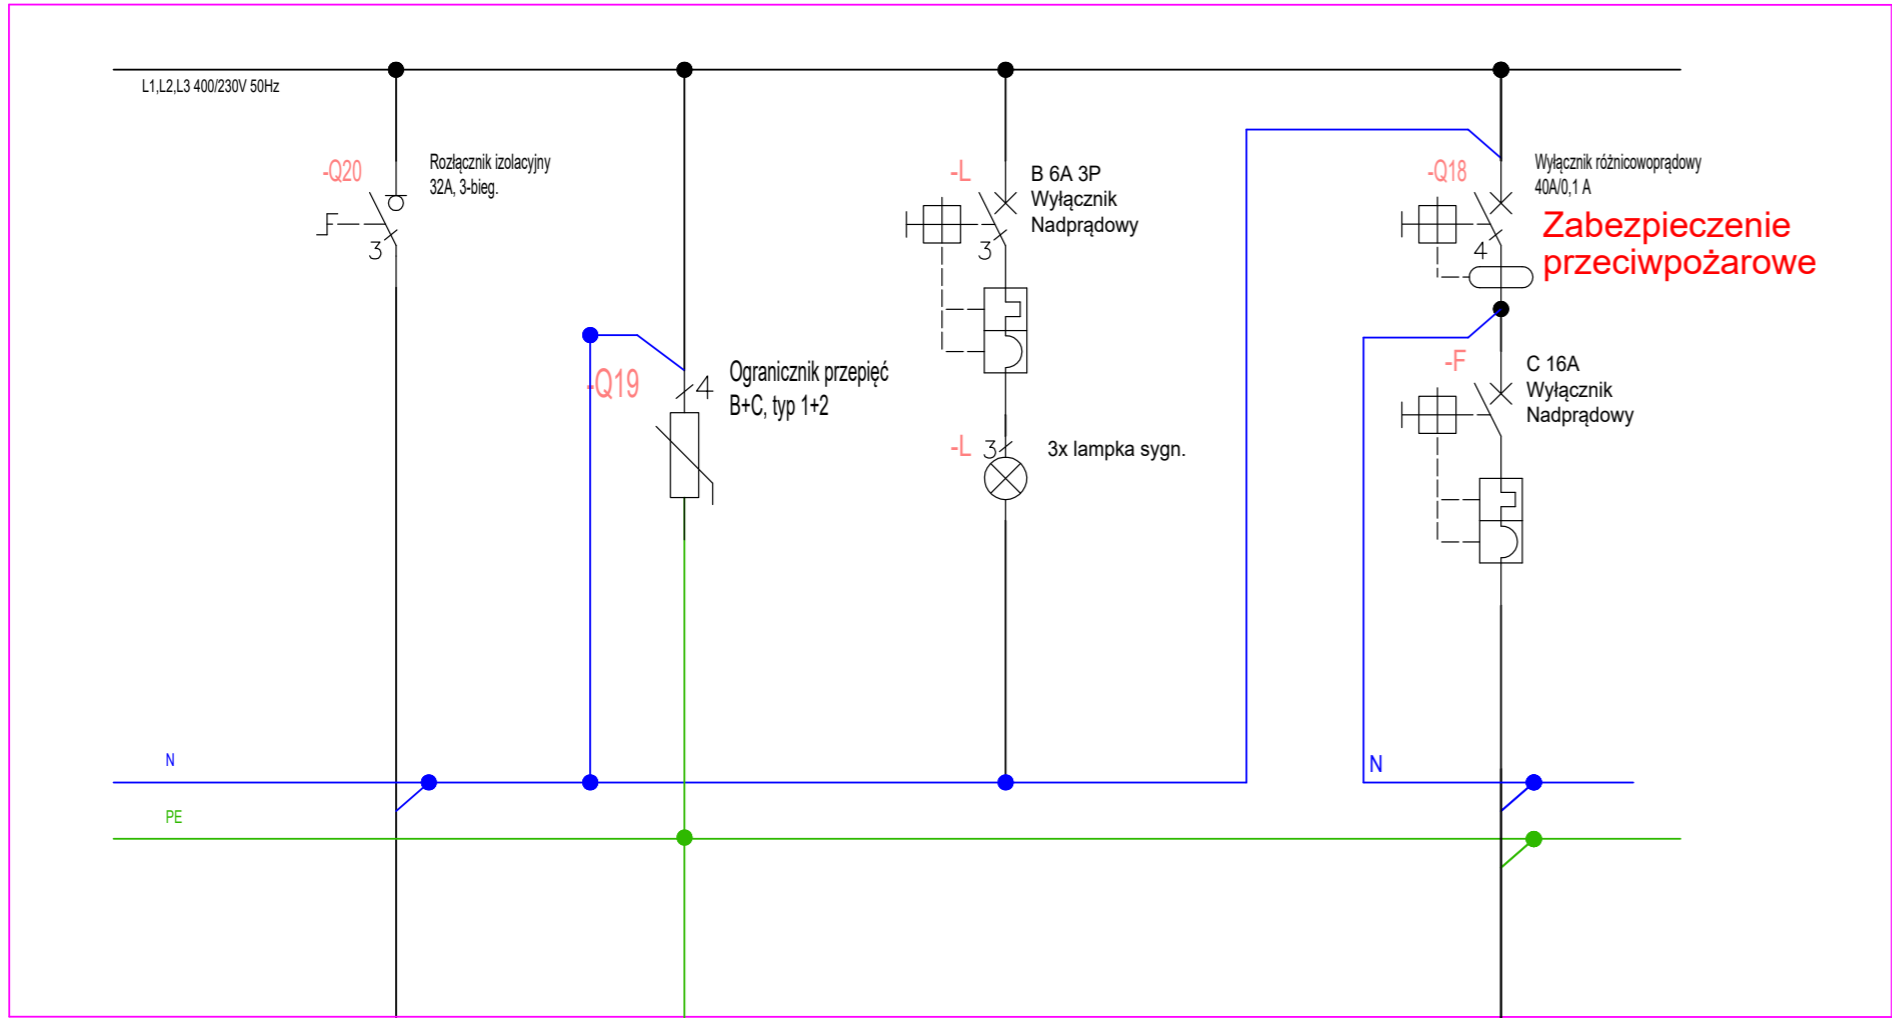 L1,L2,L3 400/230V 50Hz
-Q20
Rozłącznik izolacyjny
32A, 3-bieg.
3
-Q19
4
Ogranicznik przepięć
B+C, typ 1+2
-L
B 6A 3P
Wyłącznik
Nadprądowy
3
-L
3
3x lampka sygn.
-Q18
Wyłącznik różnicowoprądowy
40A/0,1 A
Zabezpieczenie
przeciwpożarowe
4
-F
C 16A
Wyłącznik
Nadprądowy
N
N
PE